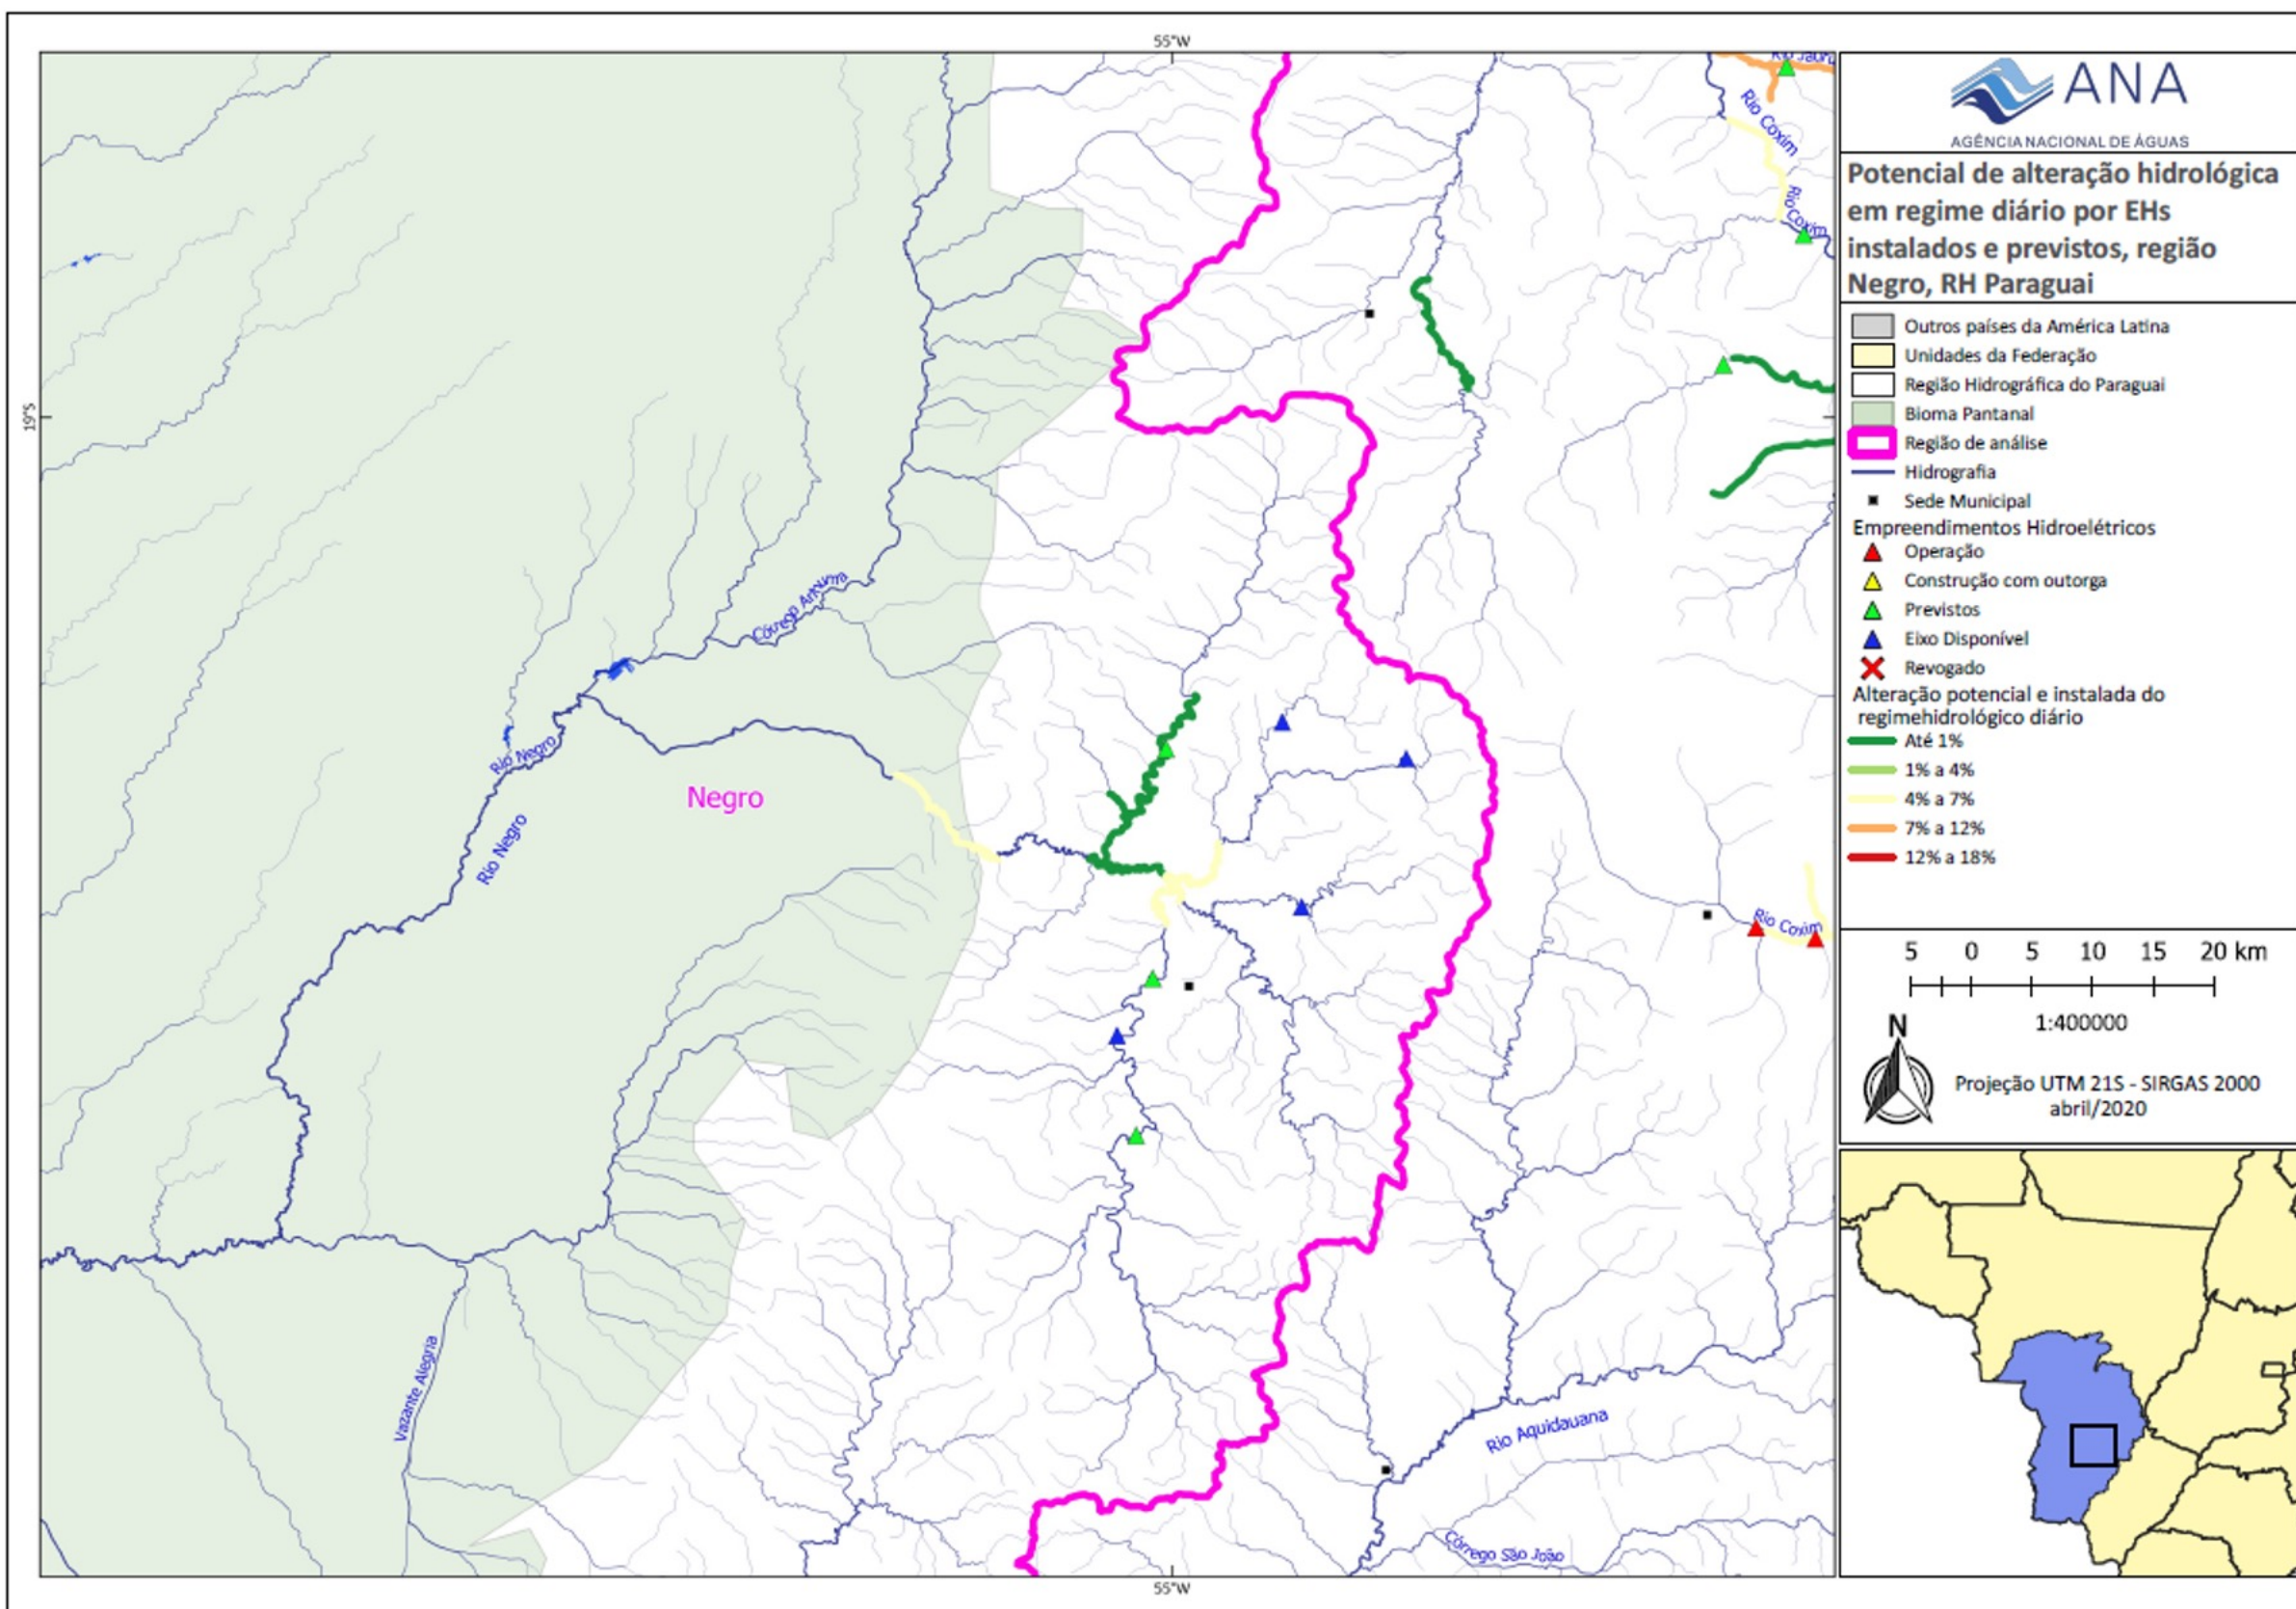 55°W
19°S
Rio Coxim
Rio Coxim
Córrego Anhuma
Rio Negro
Rio Negro
Negro
Rio Coxim
Vazante Alegria
Rio Aquidauana
Córrego São João
55°W
ANA
AGÊNCIA NACIONAL DE ÁGUAS
Potencial de alteração hidrológica
em regime diário por EHs
instalados e previstos, região
Negro, RH Paraguai
Outros países da América Latina
Unidades da Federação
Região Hidrográfica do Paraguai
Bioma Pantanal
Região de análise
Hidrografia
Sede Municipal
Empreendimentos Hidroelétricos
Operação
Construção com outorga
Previstos
Eixo Disponível
Revogado
Alteração potencial e instalada do
regimehidrológico diário
Até 1%
1% a 4%
4% a 7%
7% a 12%
12% a 18%
5 0 5 10 15 20 km
1:400000
N
Projeção UTM 21S - SIRGAS 2000
abril/2020